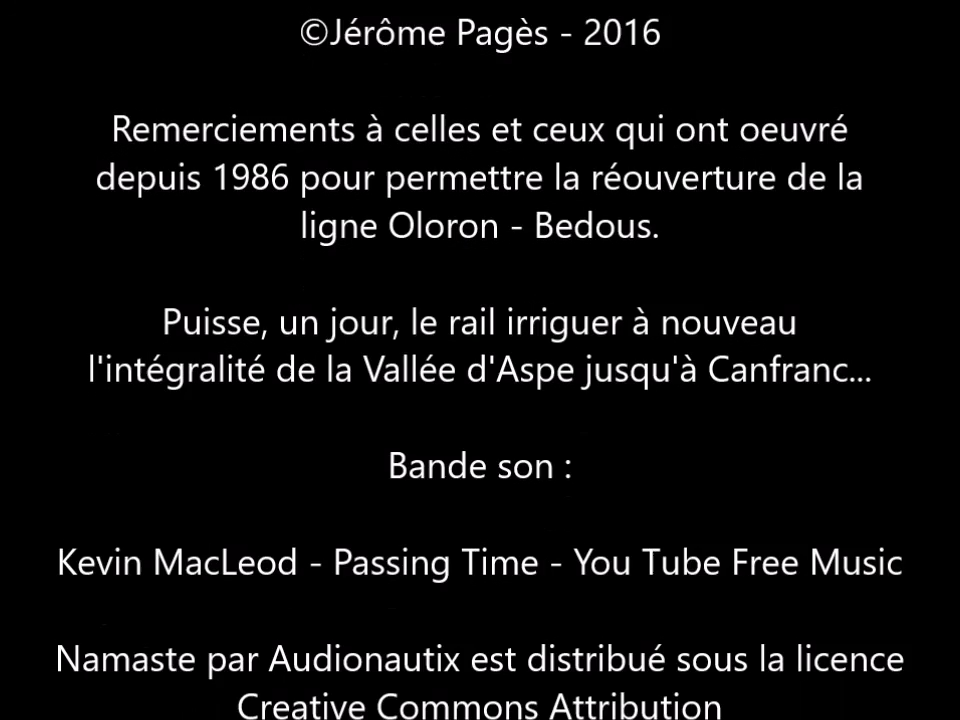 ©Jérôme Pagès - 2016
Remerciements à celles et ceux qui ont oeuvré
depuis 1986 pour permettre la réouverture de la
ligne Oloron - Bedous.
Puisse, un jour, le rail irriguer à nouveau
l'intégralité de la Vallée d'Aspe jusqu'à Canfranc...
Bande son :
Kevin MacLeod - Passing Time - You Tube Free Music
Namaste par Audionautix est distribué sous la licence
Creative Commons Attribution